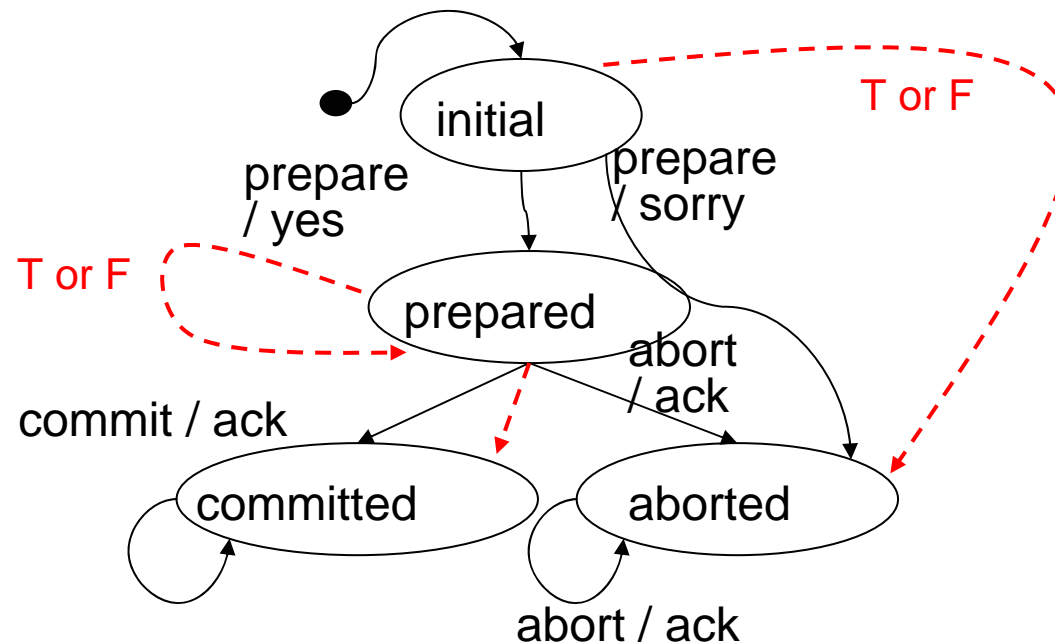 T or F
initial
prepare
/ yes
prepare
/ sorry
T or F
prepared
abort
/ ack
commit / ack
committed
aborted
abort / ack